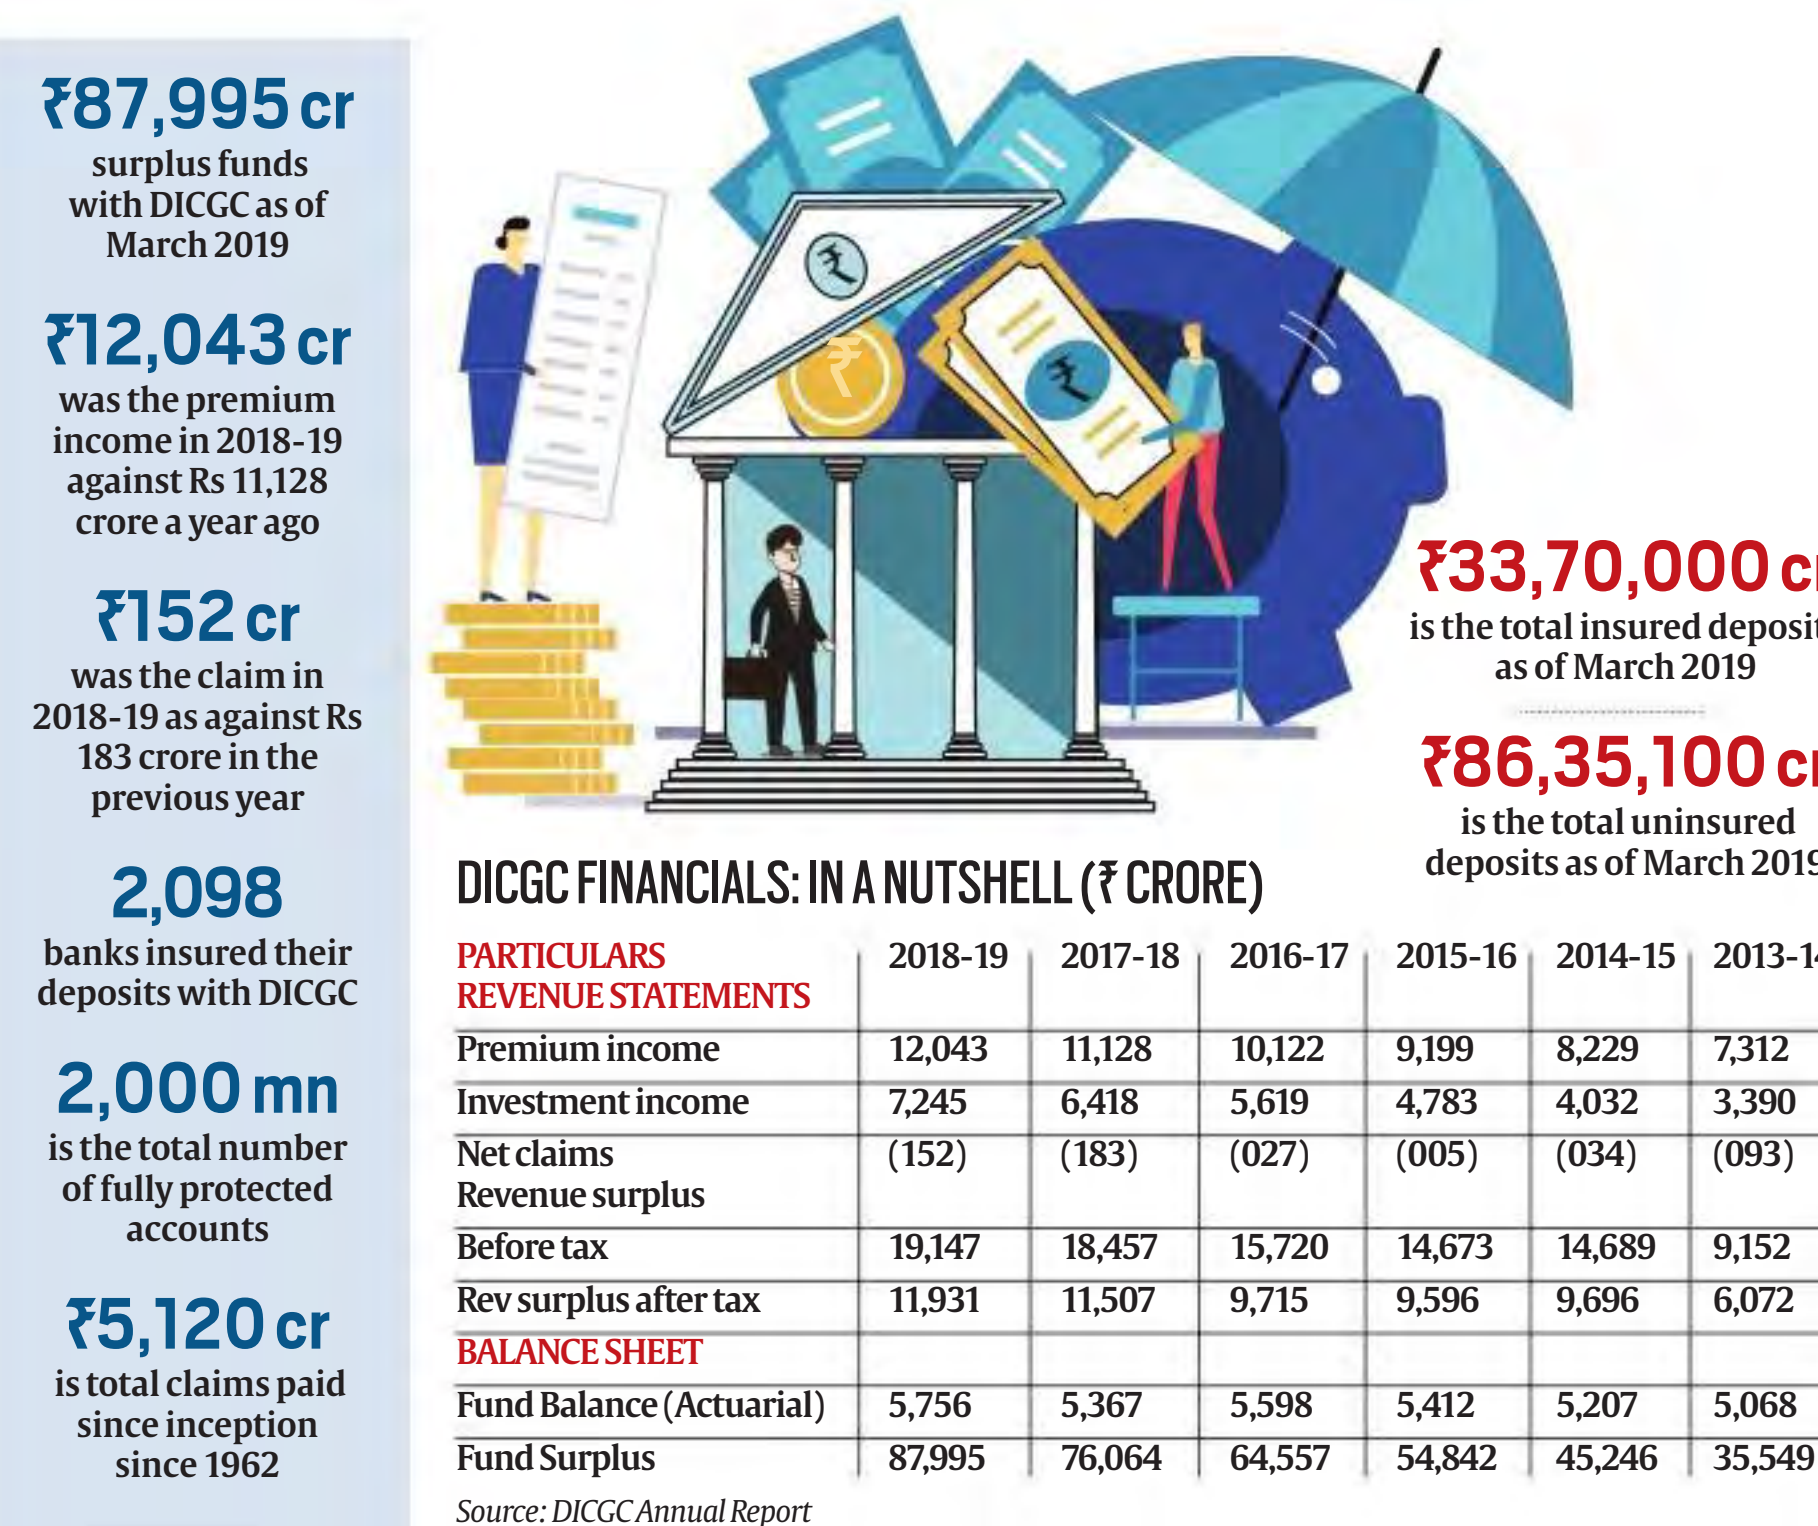 ₹87,995 cr
surplus funds
with DICGC as of
March 2019
₹12,043 cr
was the premium
income in 2018-19
against Rs 11,128
crore a year ago
₹152 cr
was the claim in
2018-19 as against Rs
183 crore in the
previous year
2,098
banks insured their
deposits with DICGC
2,000 mn
is the total number
of fully protected
accounts
₹5,120 cr
is total claims paid
since inception
since 1962
₹
₹
₹
₹33,70,000 cr
is the total insured deposit
as of March 2019
₹86,35,100 cr
is the total uninsured
deposits as of March 2019
DICGC FINANCIALS: IN A NUTSHELL (₹ CRORE)
PARTICULARS 2018-19 2017-18 2016-17 2015-16 2014-15 2013-14
REVENUE STATEMENTS
Premium income 12,043 11,128 10,122 9,199 8,229 7,312
Investment income 7,245 6,418 5,619 4,783 4,032 3,390
Net claims (152) (183) (027) (005) (034) (093)
Revenue surplus
Before tax 19,147 18,457 15,720 14,673 14,689 9,152
Rev surplus after tax 11,931 11,507 9,715 9,596 9,696 6,072
BALANCE SHEET
Fund Balance (Actuarial) 5,756 5,367 5,598 5,412 5,207 5,068
Fund Surplus 87,995 76,064 64,557 54,842 45,246 35,549
Source: DICGC Annual Report